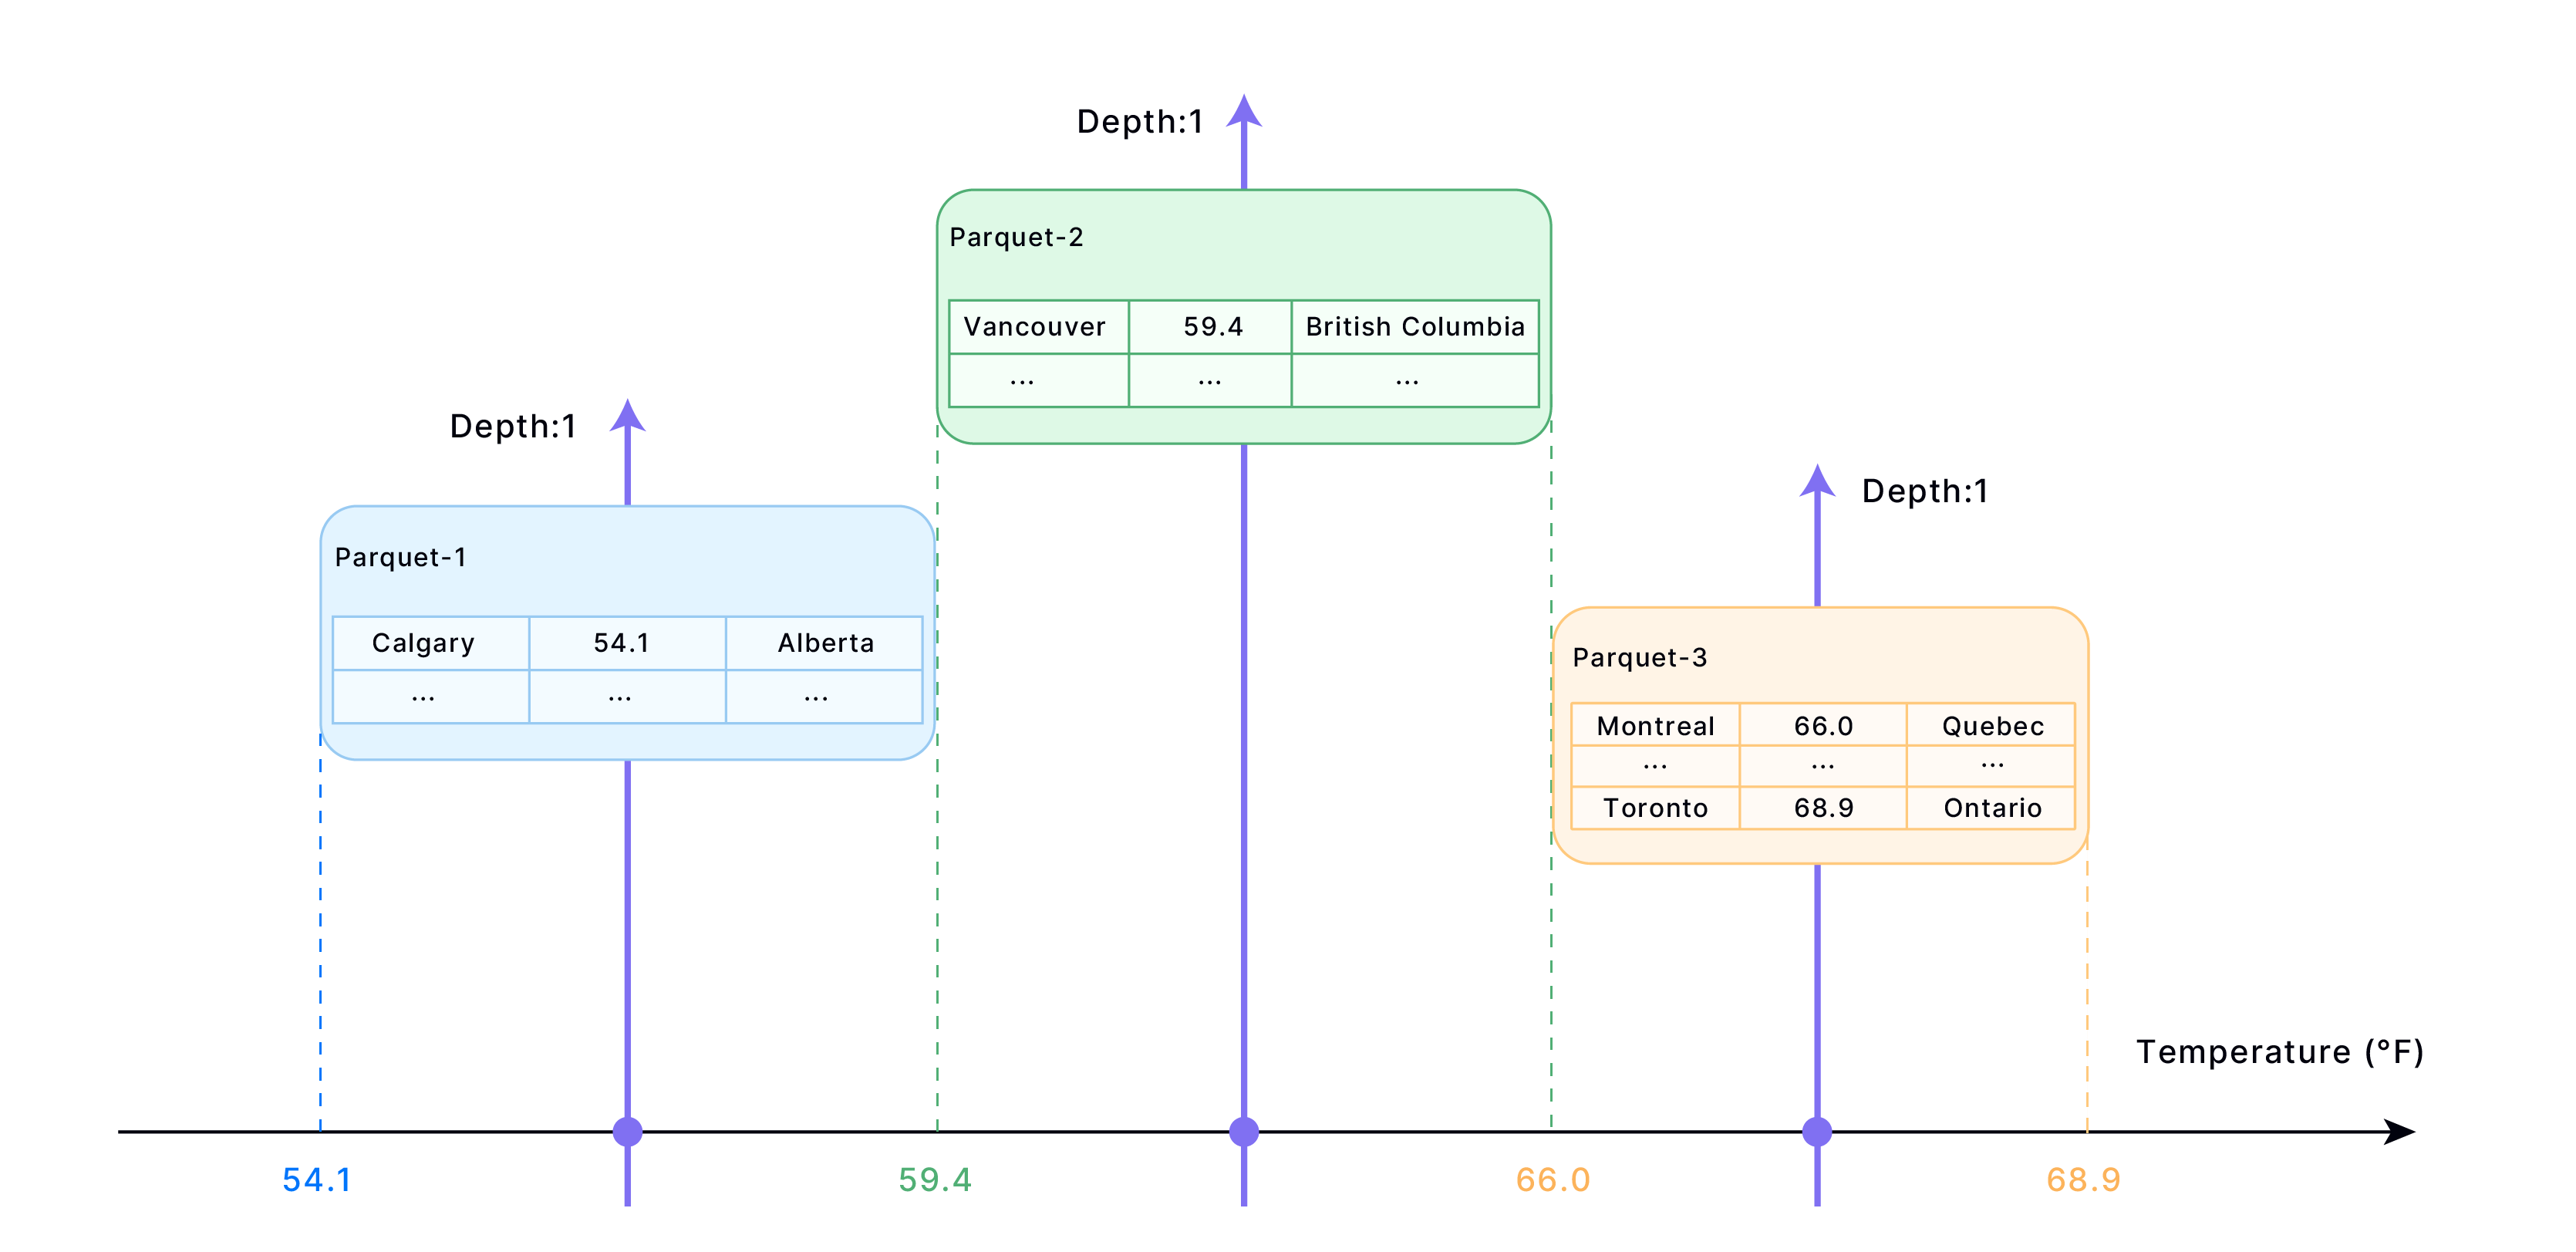 Depth:1
Parquet-2
Vancouver 59.4 British Columbia
... ... ...
Depth:1
Parquet-1
Calgary 54.1 Alberta
... ... ...
Depth:1
Parquet-3
Montreal 66.0 Quebec
... ... ...
Toronto 68.9 Ontario
Temperature (°F)
54.1 59.4 66.0 68.9